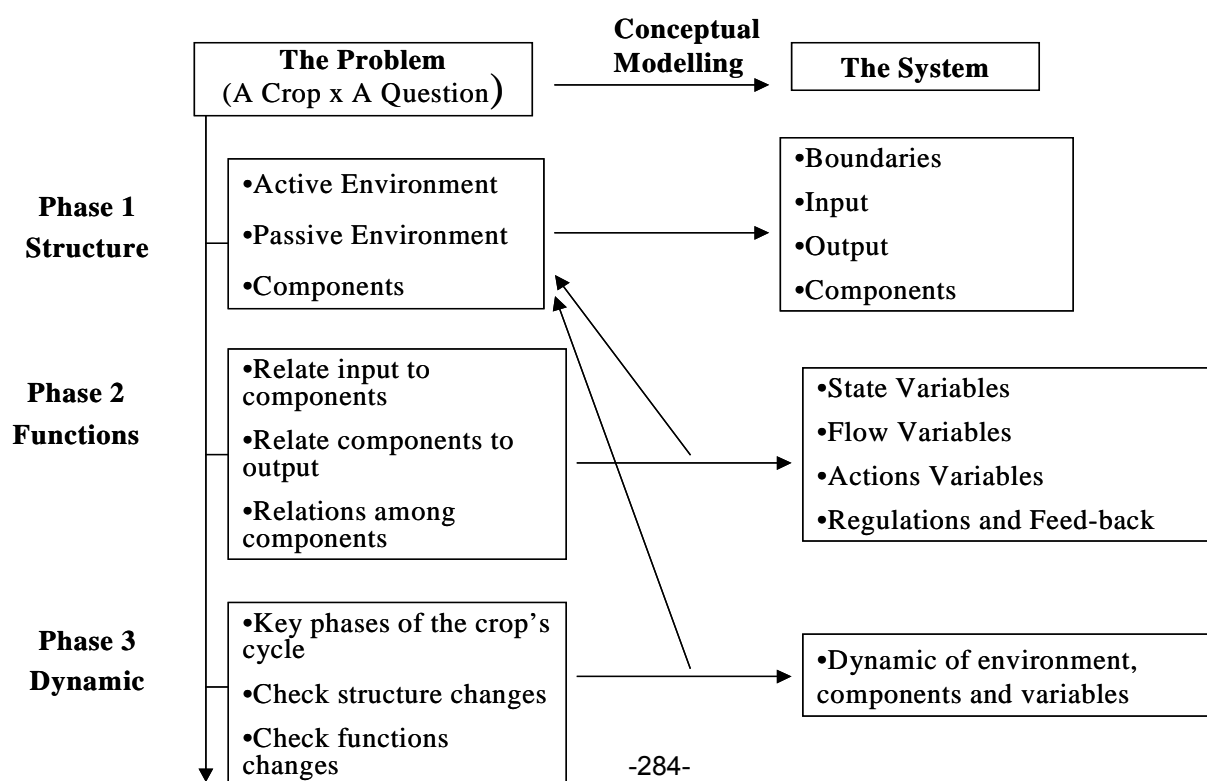 Conceptual
Modelling
The Problem
(A Crop x A Question)
The System
Phase 1
Structure
•Active Environment
•Passive Environment
•Components
•Boundaries
•Input
•Output
•Components
Phase 2
Functions
•Relate input to
components
•Relate components to
output
•Relations among
components
•State Variables
•Flow Variables
•Actions Variables
•Regulations and Feed-back
Phase 3
Dynamic
•Key phases of the crop’s
cycle
•Check structure changes
•Check functions
changes
•Dynamic of environment,
components and variables
-284-